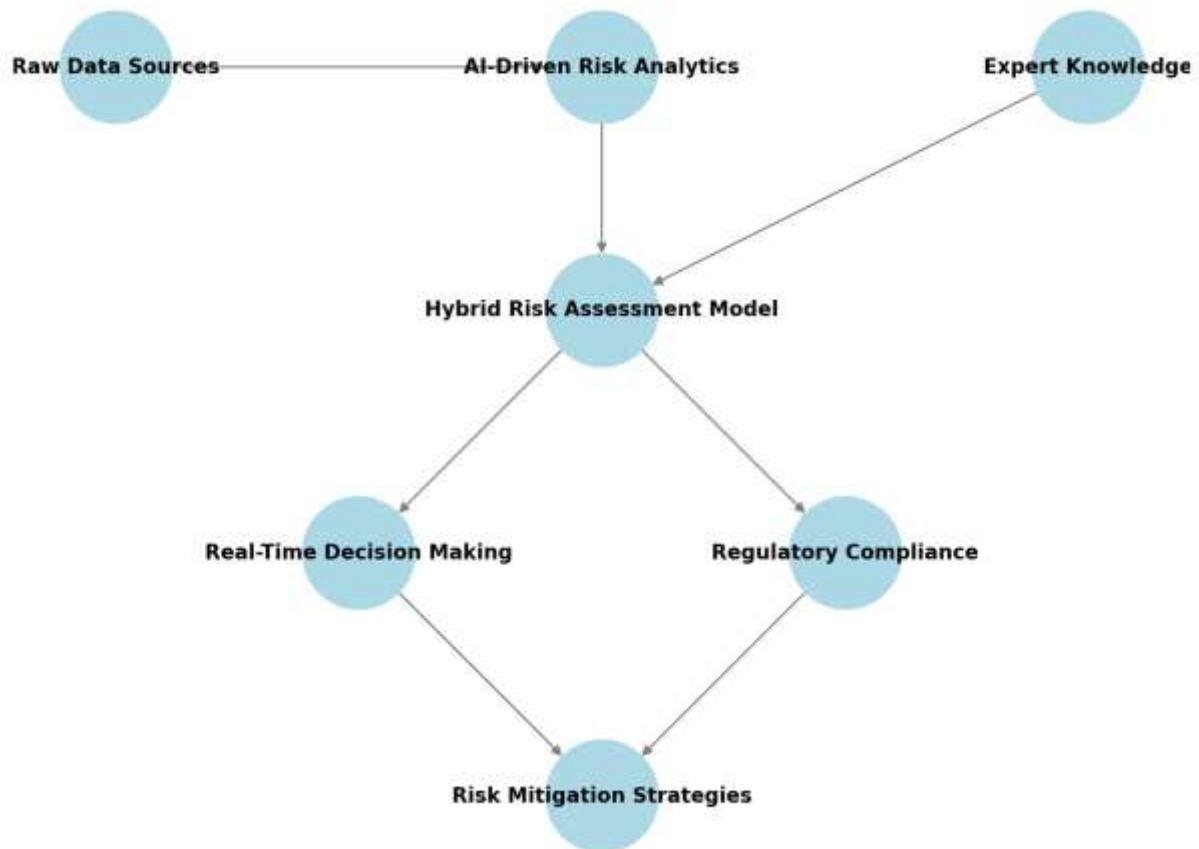 Raw Data Sources
AI-Driven Risk Analytics
Expert Knowledge
Hybrid Risk Assessment Model
Real-Time Decision Making
Regulatory Compliance
Risk Mitigation Strategies